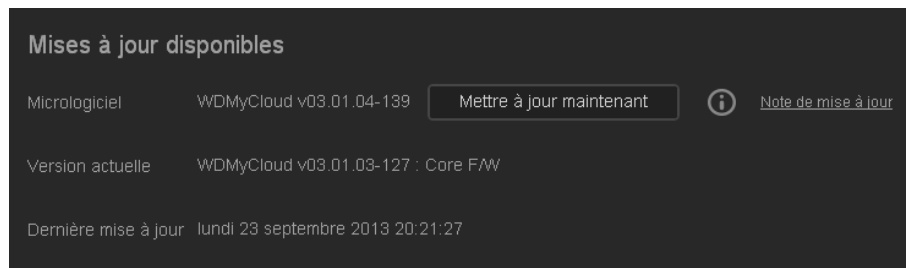 Mises à jour disponibles
Micrologiciel WDMyCloud v03.01.04-139 Mettre à jour maintenant Note de mise à jour
Version actuelle WDMyCloud v03.01.03-127 : Core F/W
Dernière mise à jour lundi 23 septembre 2013 20:21:27